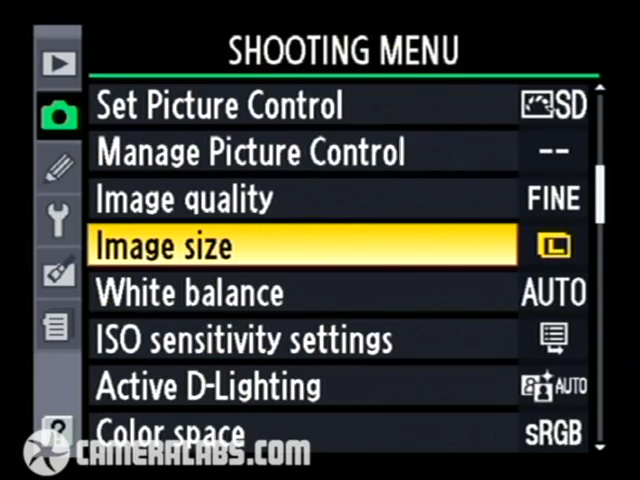 SHOOTING MENU
Set Picture Control SD
Manage Picture Control --
Image quality FINE
Image size L
White balance AUTO
ISO sensitivity settings
Active D-Lighting AUTO
Color space sRGB
?
CAMERALABS.COM